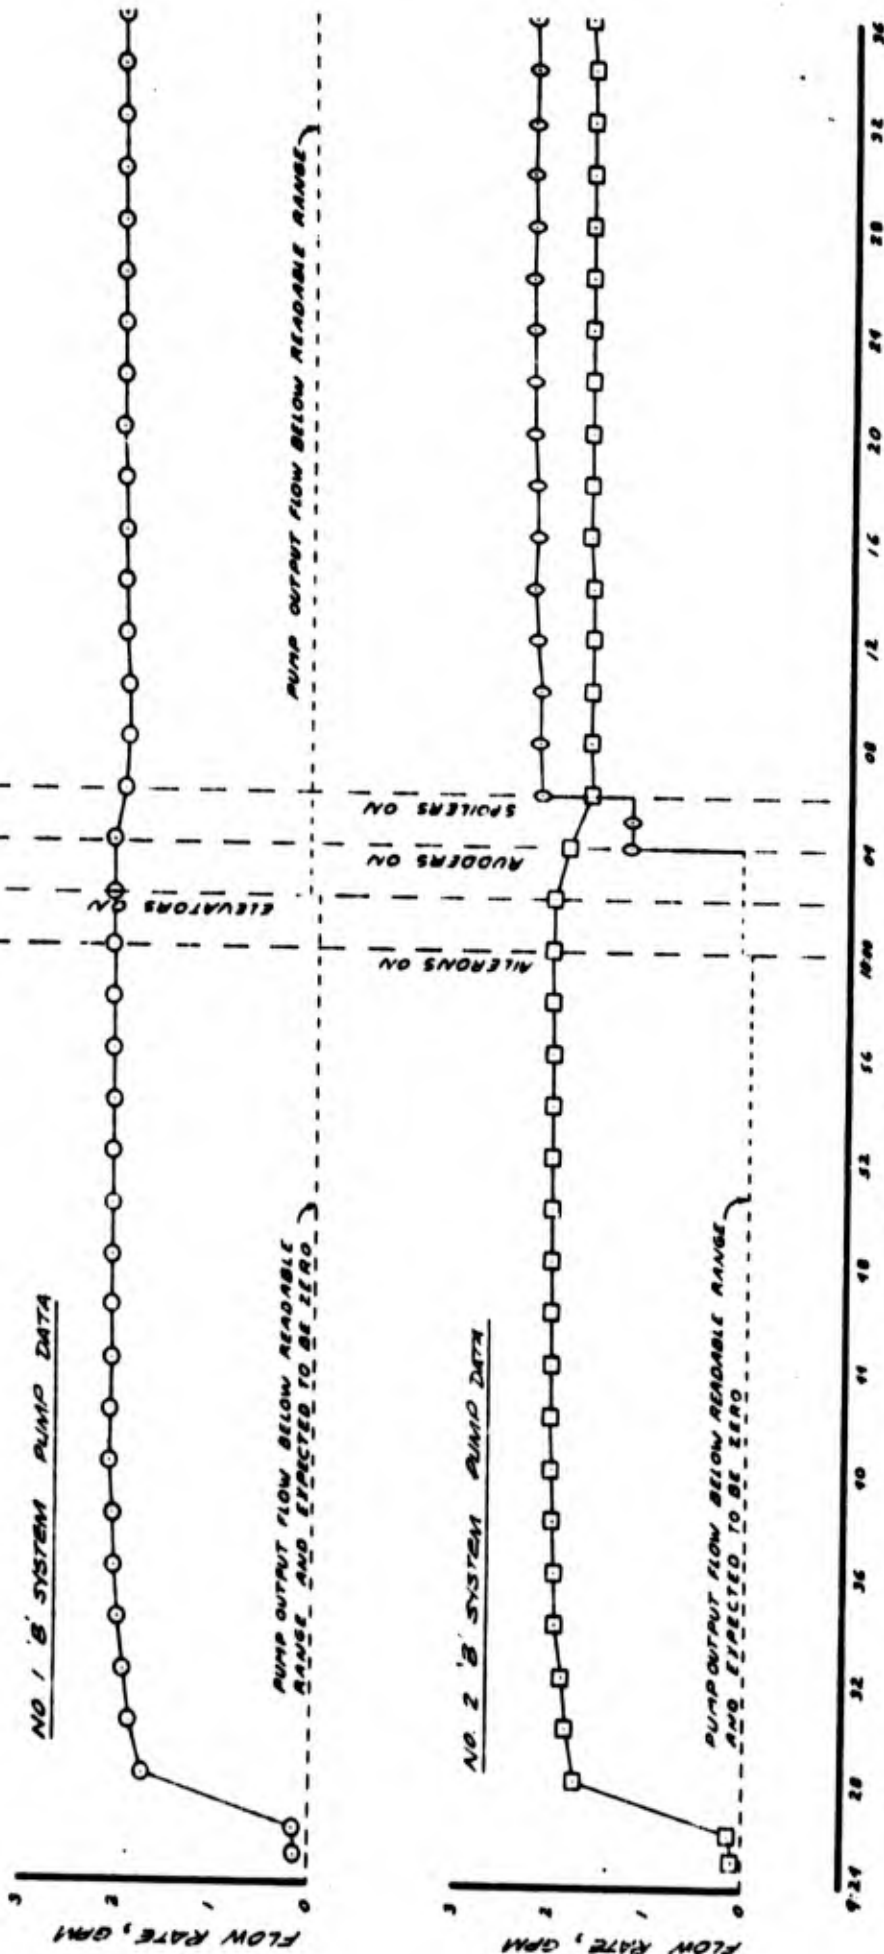 NO. 1 'B' SYSTEM PUMP DATA
FLOW RATE, GPM
3
2
1
0
PUMP OUTPUT FLOW BELOW READABLE
RANGE AND EXPECTED TO BE ZERO
ELEVATORS ON
PUMP OUTPUT FLOW BELOW READABLE RANGE
NO. 2 'B' SYSTEM PUMP DATA
FLOW RATE, GPM
3
2
1
0
PUMP OUTPUT FLOW BELOW READABLE RANGE
AND EXPECTED TO BE ZERO
AILERONS ON
RUDDERS ON
SPOILERS ON
9:24
28
32
36
40
44
48
52
56
10:00
04
08
12
16
20
24
28
32
36